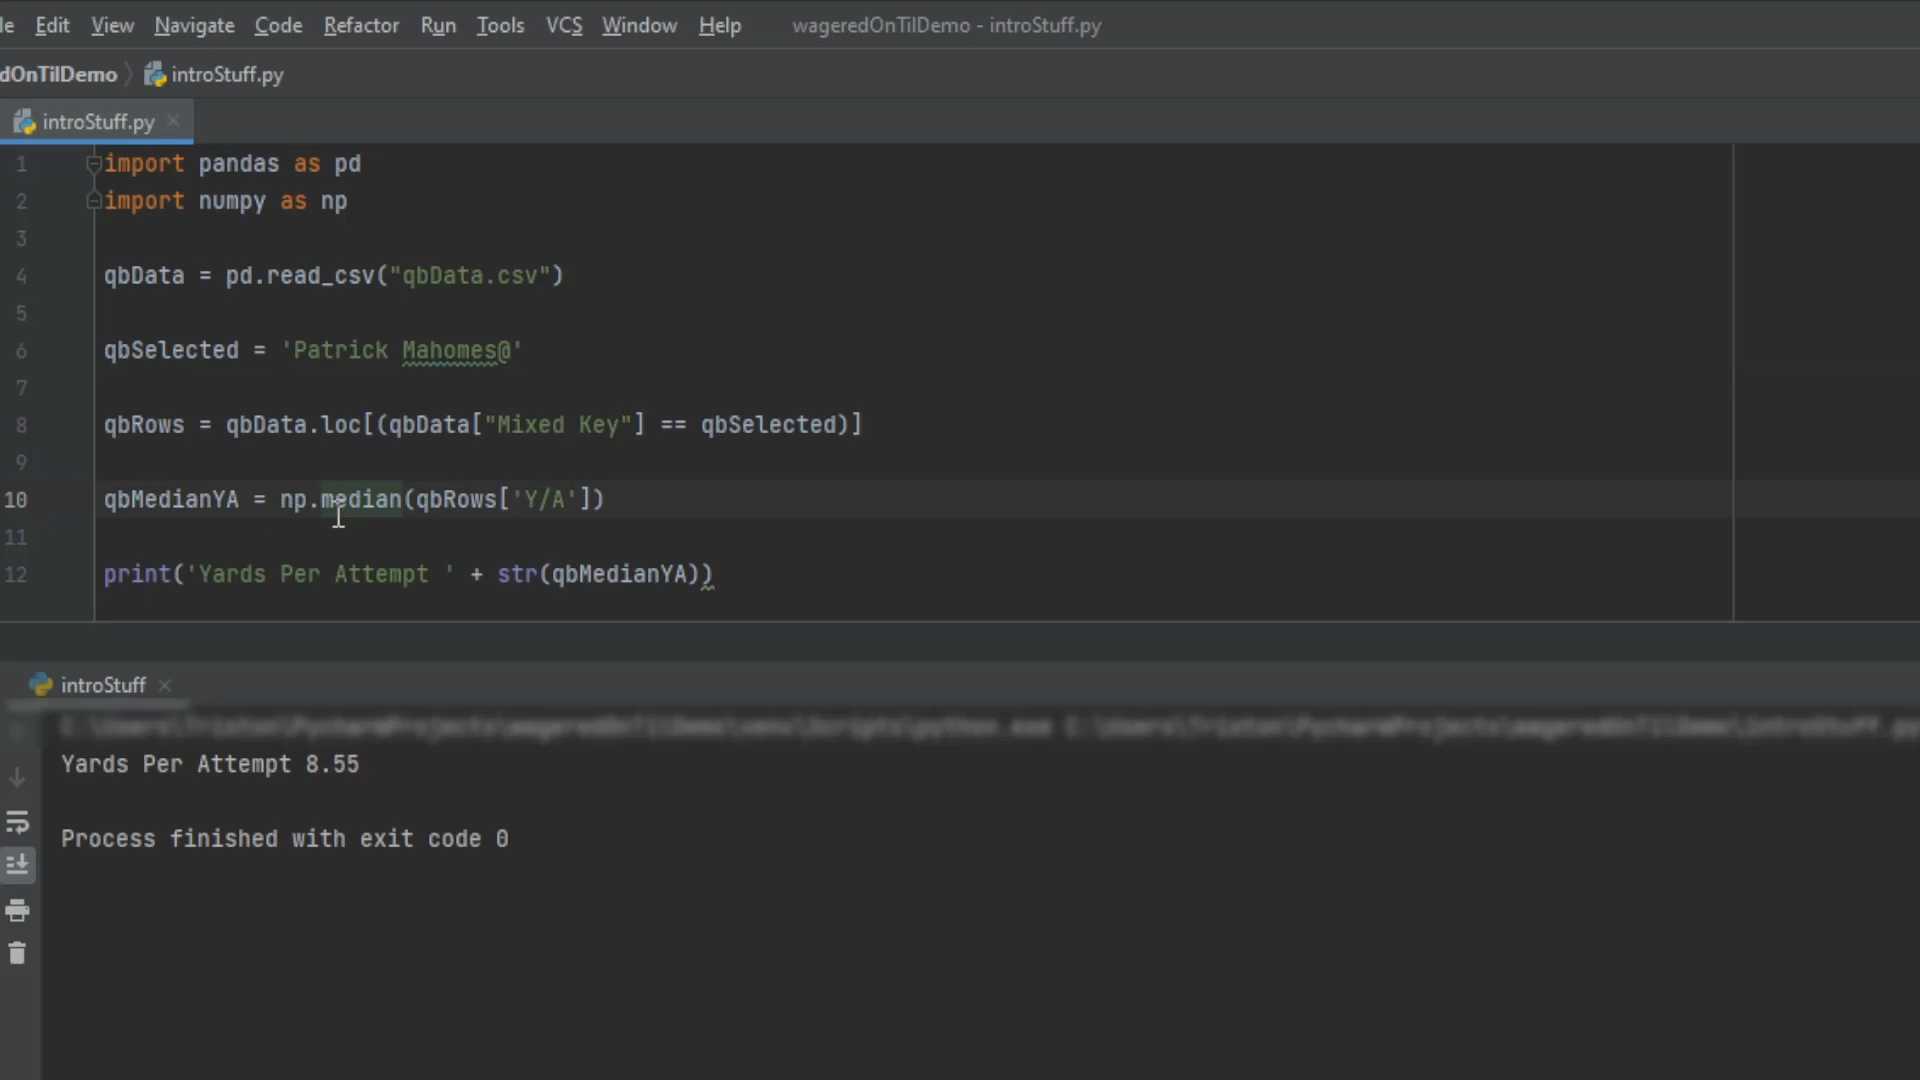 le Edit View Navigate Code Refactor Run Tools VCS Window Help wageredOnTilDemo - introStuff.py
dOnTilDemo introStuff.py
introStuff.py
1 import pandas as pd
2 import numpy as np
3
4 qbData = pd.read_csv("qbData.csv")
5
6 qbSelected = 'Patrick Mahomes@'
7
8 qbRows = qbData.loc[(qbData["Mixed Key"] == qbSelected)]
9
10 qbMedianYA = np.median(qbRows['Y/A'])
11
12 print('Yards Per Attempt ' + str(qbMedianYA))
introStuff
Yards Per Attempt 8.55
Process finished with exit code 0